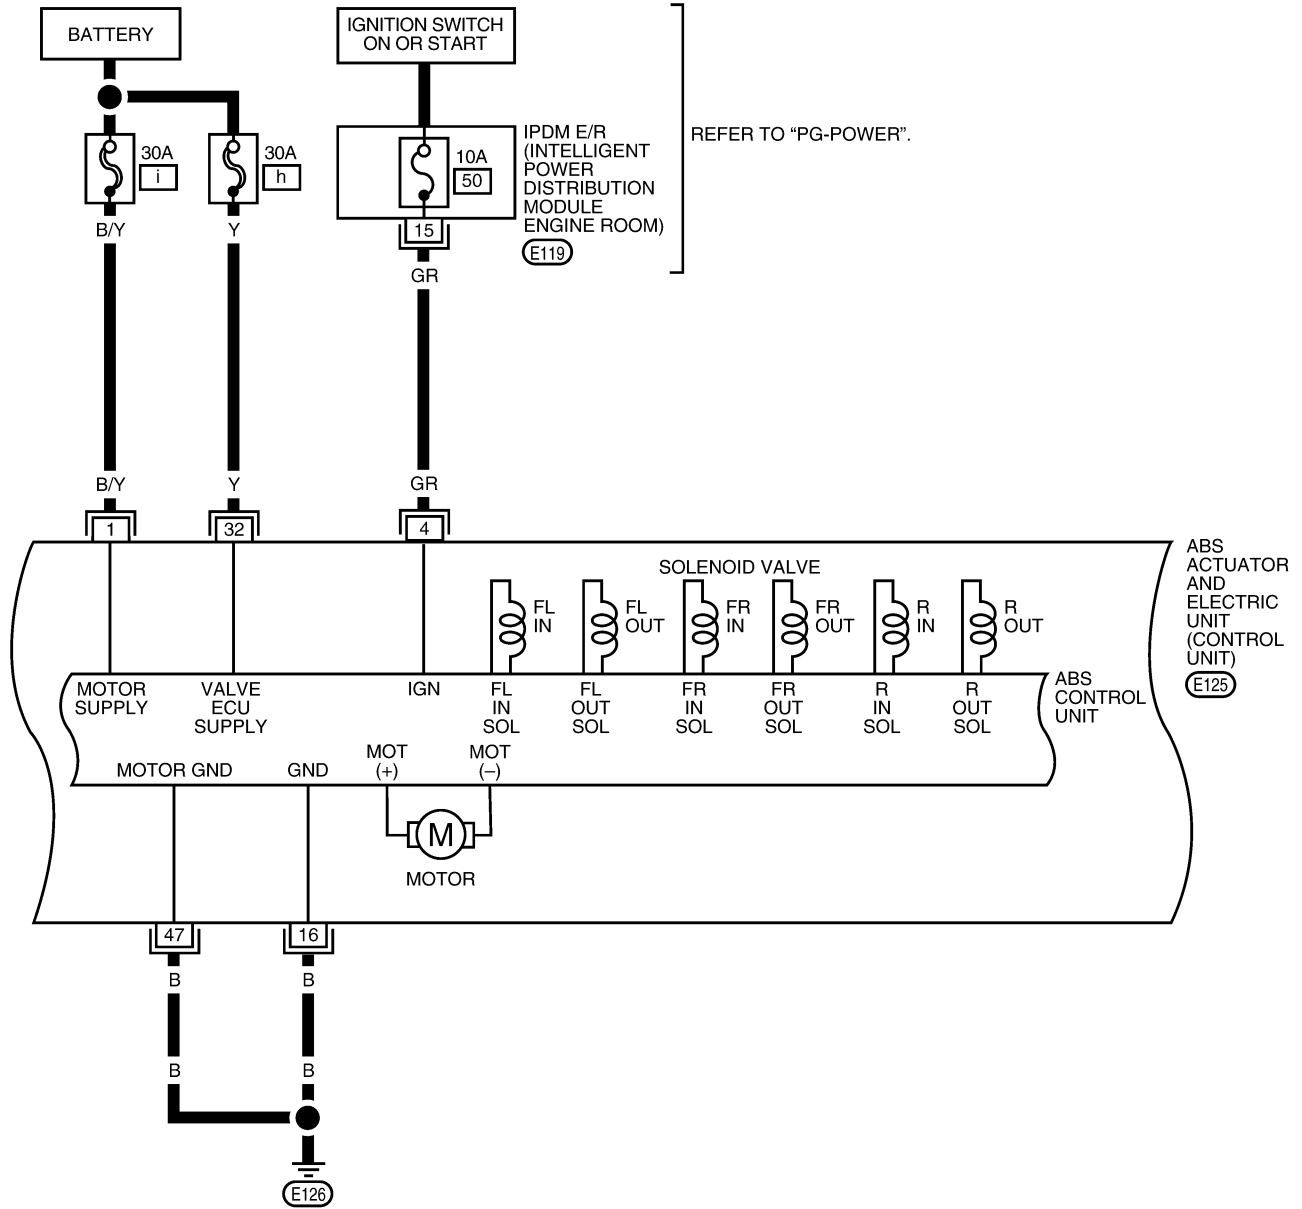 BATTERY
IGNITION SWITCH
ON OR START
REFER TO “PG-POWER”.
30A
i
30A
h
10A
50
15
IPDM E/R
(INTELLIGENT
POWER
DISTRIBUTION
MODULE
ENGINE ROOM)
E119
B/Y
Y
GR
B/Y
Y
GR
1
32
4
ABS
ACTUATOR
AND
ELECTRIC
UNIT
(CONTROL
UNIT)
E125
SOLENOID VALVE
FL
IN
FL
OUT
FR
IN
FR
OUT
R
IN
R
OUT
MOTOR
SUPPLY
VALVE
ECU
SUPPLY
IGN
FL
IN
SOL
FL
OUT
SOL
FR
IN
SOL
FR
OUT
SOL
R
IN
SOL
R
OUT
SOL
ABS
CONTROL
UNIT
MOTOR GND
GND
MOT
(+)
MOT
(–)
M
MOTOR
47
16
B
B
B
B
E126